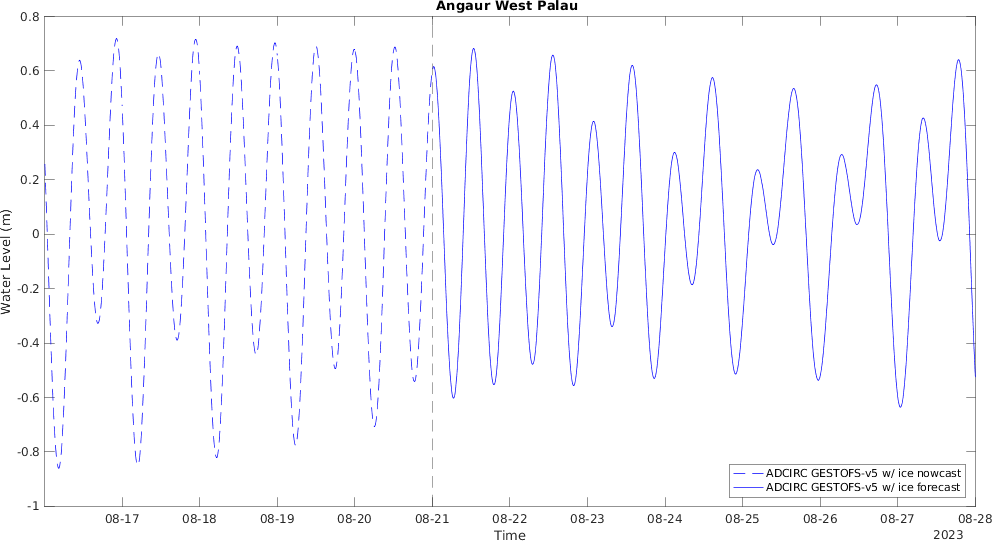 Angaur West Palau
0.8
0.6
0.4
0.2
0
-0.2
-0.4
-0.6
-0.8
-1
Water Level (m)
ADCIRC GESTOFS-v5 w/ ice nowcast
ADCIRC GESTOFS-v5 w/ ice forecast
08-17 08-18 08-19 08-20 08-21 08-22 08-23 08-24 08-25 08-26 08-27 08-28
Time
2023